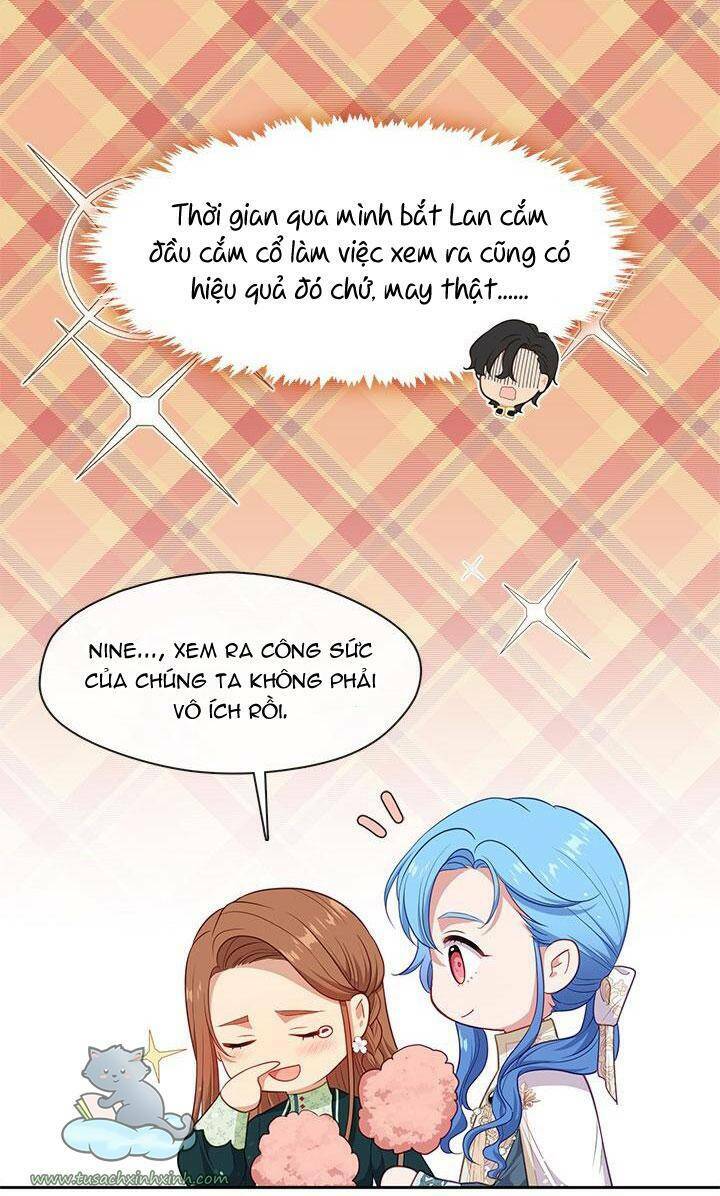 Thời gian qua mình bắt Lan cắm
đầu cắm cổ làm việc xem ra cũng có
hiệu quả đó chứ, may thật......
NINE..., XEM RA CÔNG SỨC
CỦA CHÚNG TA KHÔNG PHẢI
VÔ ÍCH RỒI.
www.tusachxinhxinh.com